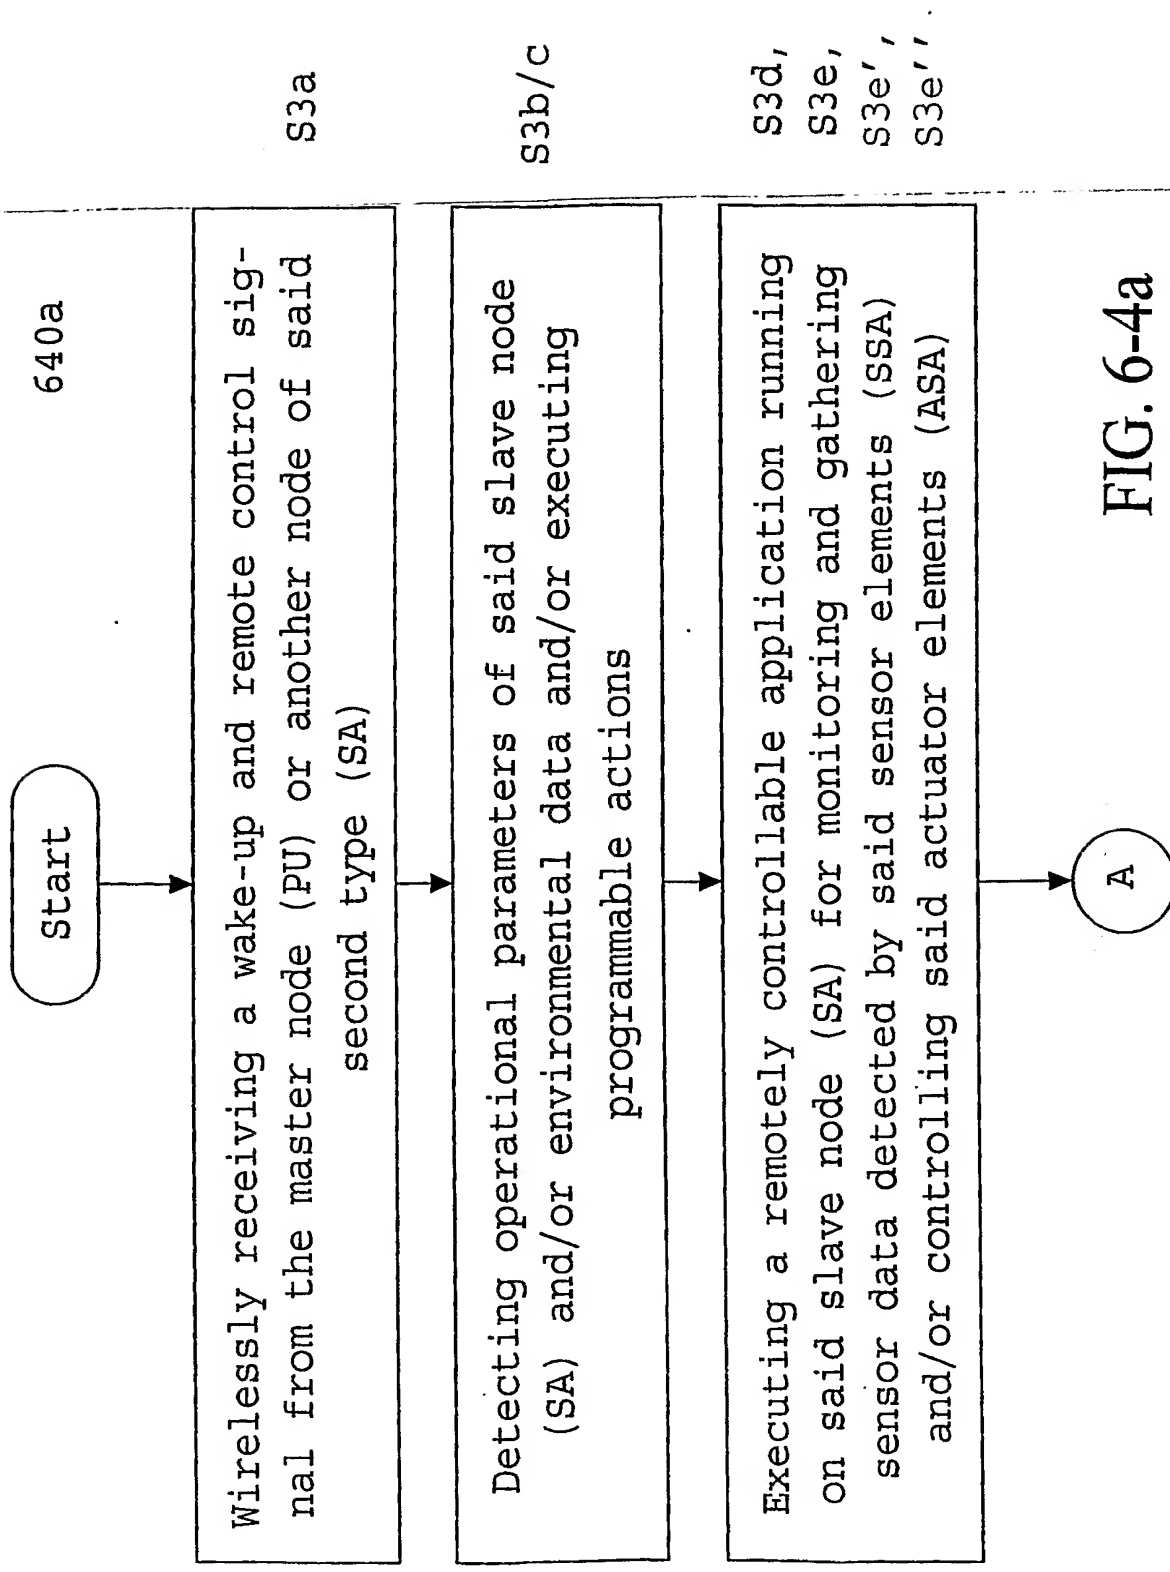 640a
Start
Wirelessly receiving a wake-up and remote control sig-
nal from the master node (PU) or another node of said
second type (SA)
S3a
Detecting operational parameters of said slave node
(SA) and/or environmental data and/or executing
programmable actions
S3b/c
Executing a remotely controllable application running
on said slave node (SA) for monitoring and gathering
sensor data detected by said sensor elements (SSA)
and/or controlling said actuator elements (ASA)
S3d,
S3e,
S3e',
S3e''
A
FIG. 6-4a